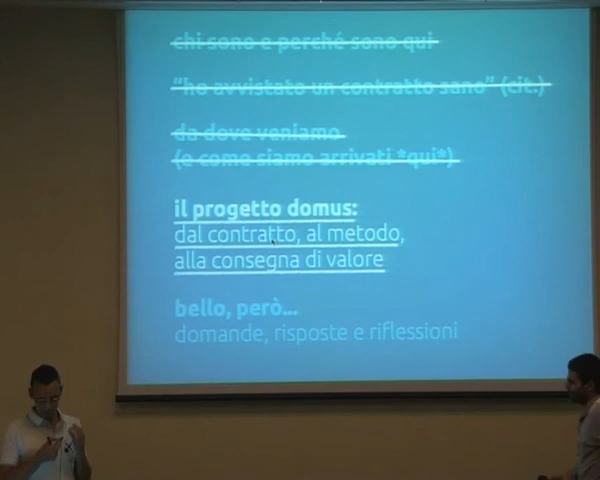 chi sono e perché sono qui
"ho avvistato un contratto sano" (cit.)
da dove veniamo
(e come siamo arrivati *qui*)
il progetto domus:
dal contratto, al metodo,
alla consegna di valore
bello, però...
domande, risposte e riflessioni